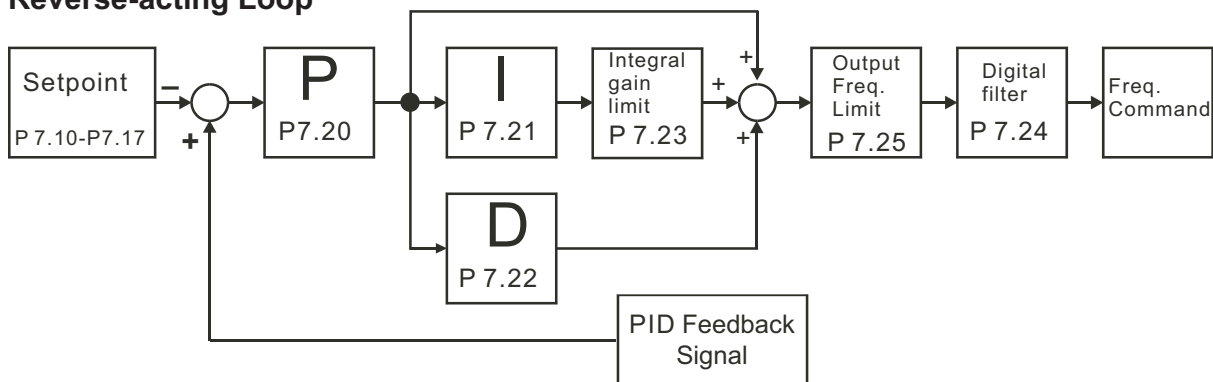 Reverse-acting Loop
Setpoint
P 7.10-P7.17
−
+
P
P7.20
I
P 7.21
Integral
gain
limit
P 7.23
+
+
+
Output
Freq.
Limit
P 7.25
Digital
filter
P 7.24
Freq.
Command
D
P 7.22
PID Feedback
Signal